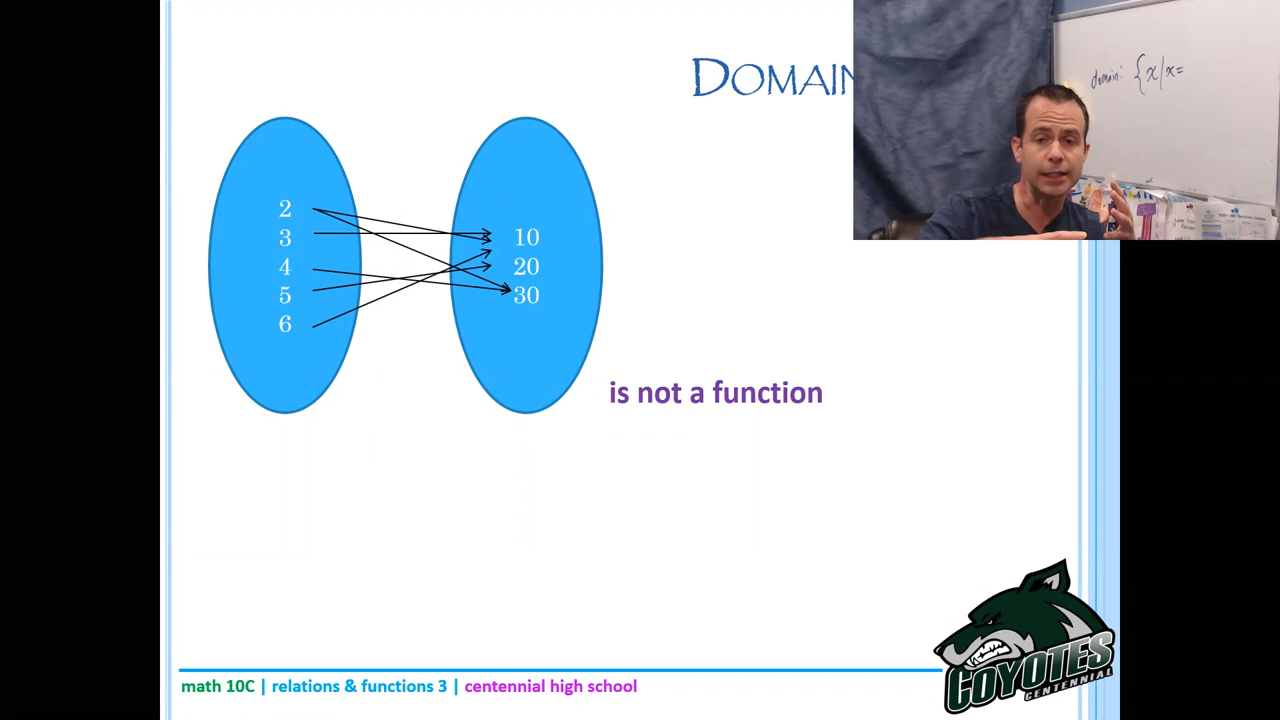 DOMAIN
domain: { x | x =
2
3
4
5
6
10
20
30
is not a function
math 10C | relations & functions 3 | centennial high school
COYOTES
CENTENNIAL